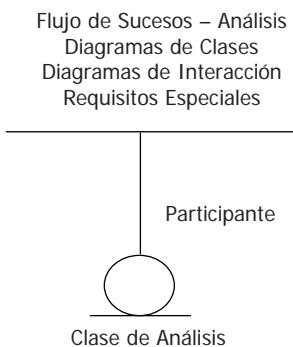 Flujo de Sucesos – Análisis
Diagramas de Clases
Diagramas de Interacción
Requisitos Especiales
Participante
Clase de Análisis